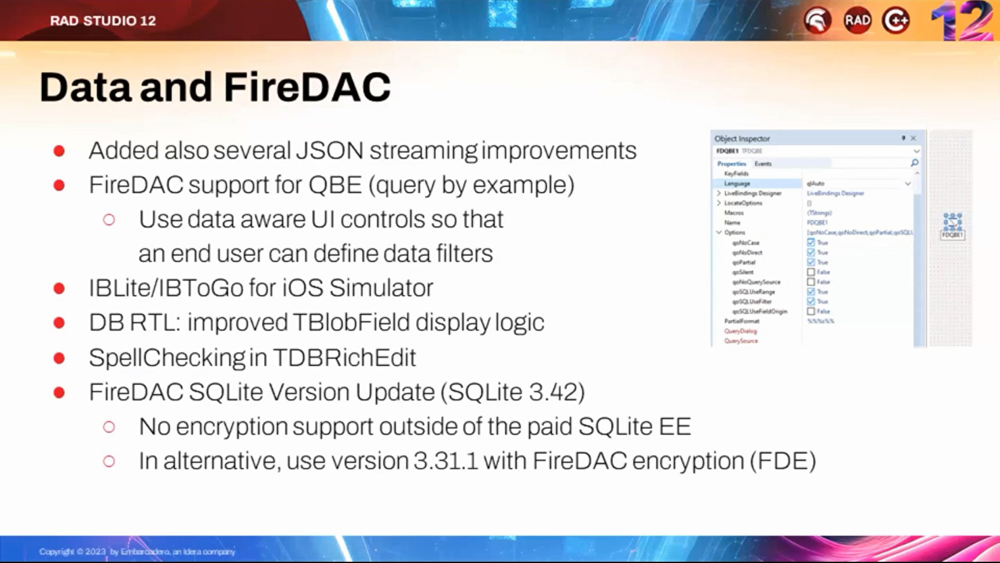 RAD STUDIO 12
RAD
C++
12
Data and FireDAC
Added also several JSON streaming improvements
FireDAC support for QBE (query by example)
Use data aware UI controls so that
an end user can define data filters
IBLite/IBToGo for iOS Simulator
DB RTL: improved TBlobField display logic
SpellChecking in TDBRichEdit
FireDAC SQLite Version Update (SQLite 3.42)
No encryption support outside of the paid SQLite EE
In alternative, use version 3.31.1 with FireDAC encryption (FDE)
Object Inspector
FDQBE1 TFDQBE
Properties Events
KeyFields
Language qlAuto
LiveBindings Designer LiveBindings Designer
LocateOptions []
Macros (TStrings)
Name FDQBE1
Options [qoNoCase,qoNoDirect,qoPartial,qoSQLU
qoNoCase True
qoNoDirect True
qoPartial True
qoSilent False
qoNoQuerySource False
qoSQLUseRange True
qoSQLUseFilter True
qoSQLUseFieldOrigin False
PartialFormat %%%s%%
QueryDialog
QuerySource
FDQBE1
Copyright © 2023 by Embarcadero, an Idera company